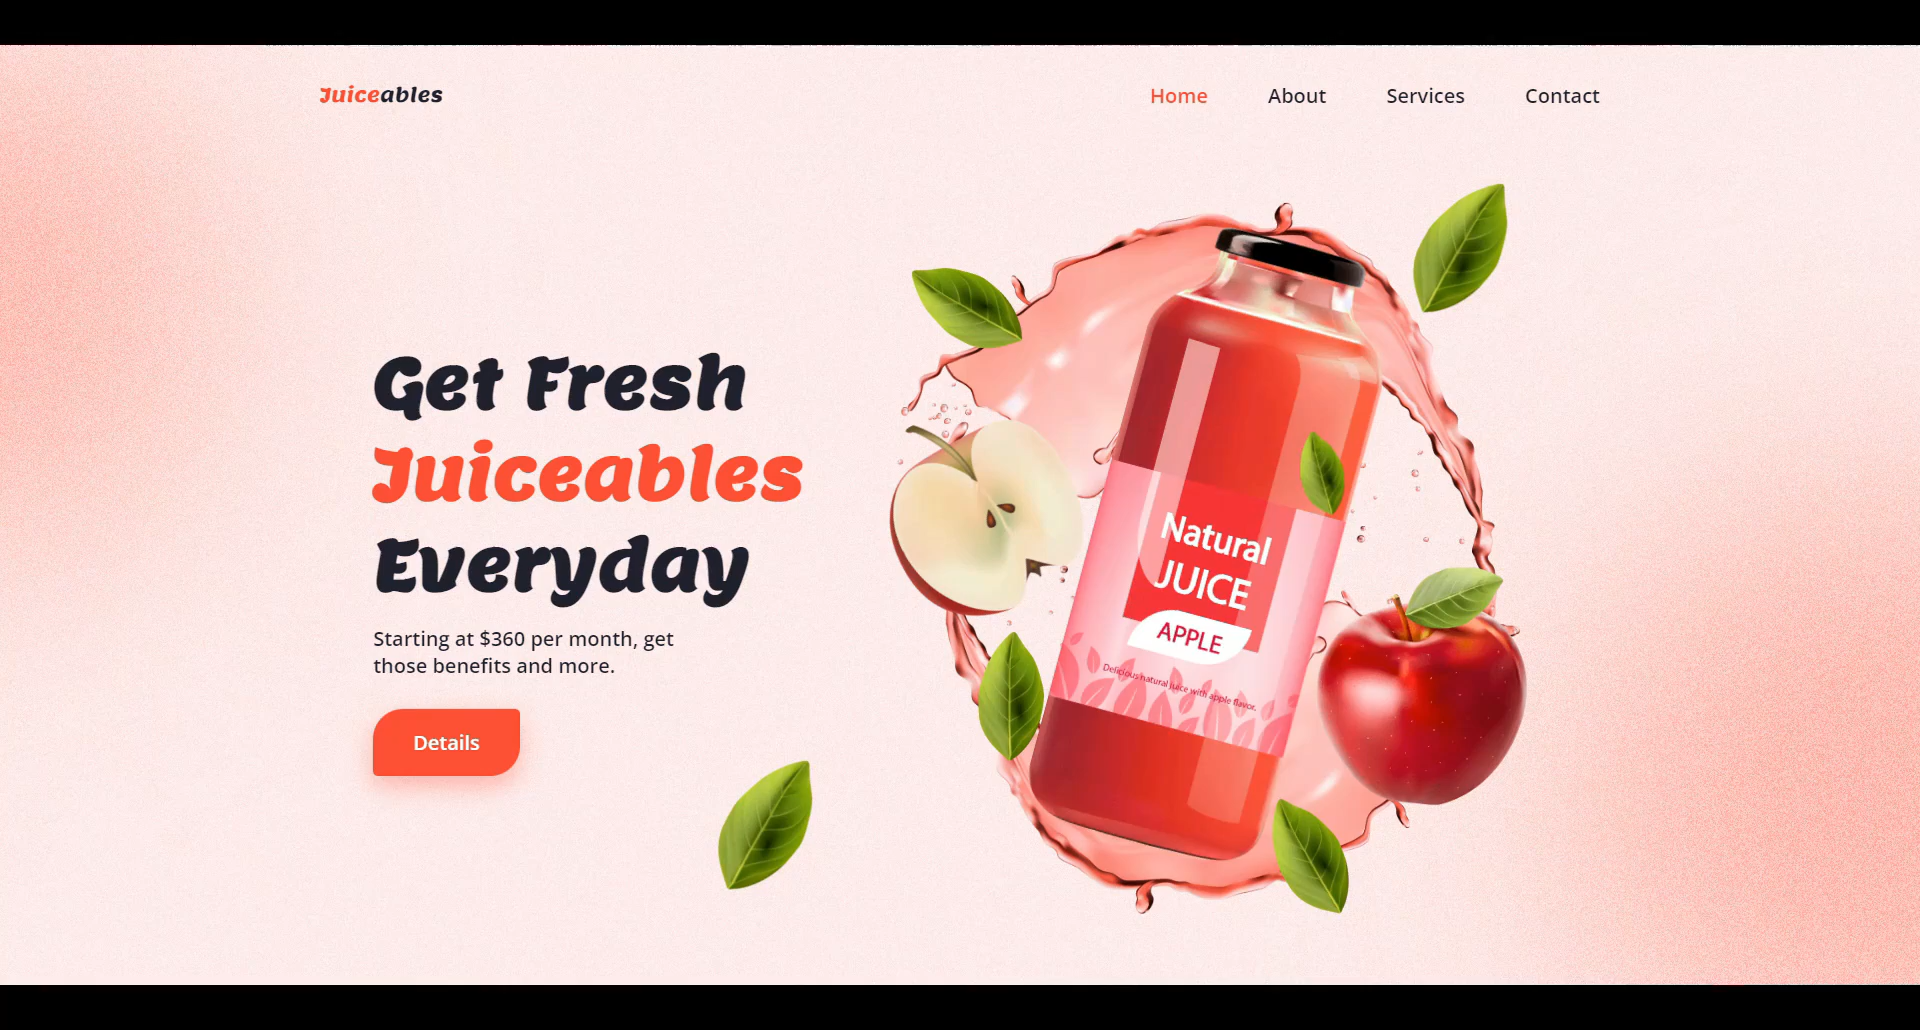 Juiceables
Home
About
Services
Contact
Get Fresh
Juiceables
Everyday
Starting at $360 per month, get
those benefits and more.
Details
Natural
JUICE
APPLE
Delicious natural juice with apple flavor.